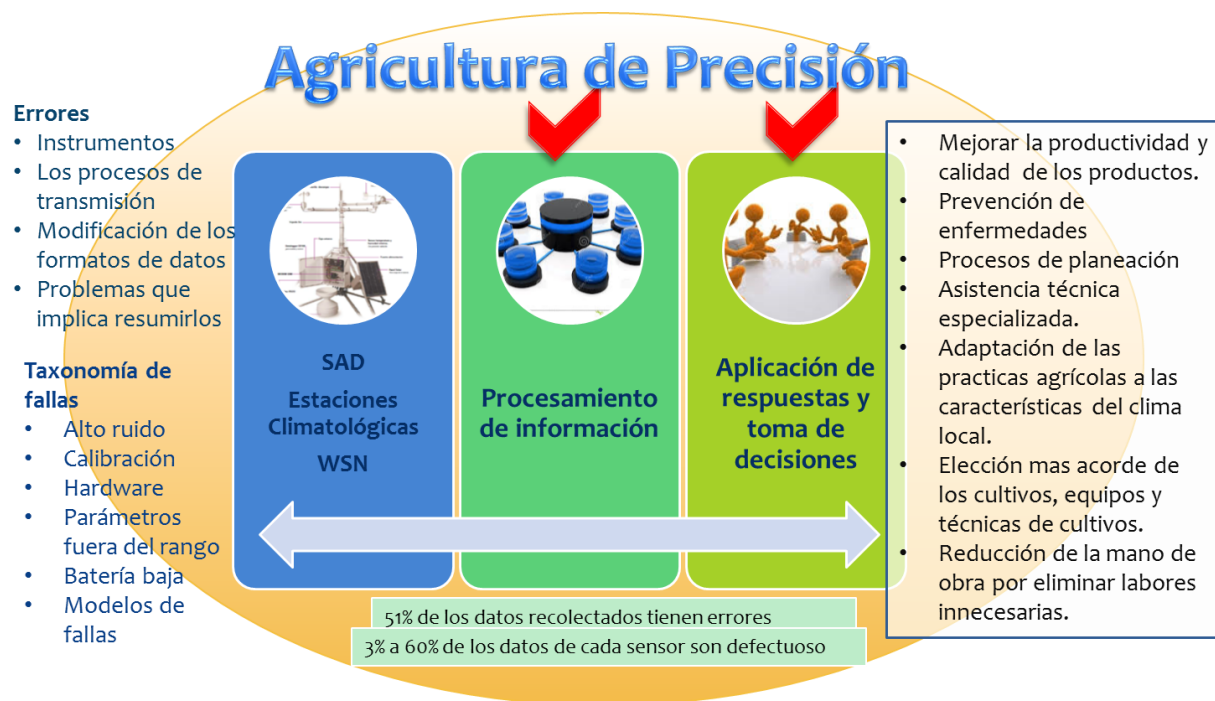 Agricultura de Precisión
Errores
• Instrumentos
• Los procesos de
transmisión
• Modificación de los
formatos de datos
• Problemas que
implica resumirlos
Taxonomía de
fallas
• Alto ruido
• Calibración
• Hardware
• Parámetros
fuera del rango
• Batería baja
• Modelos de
fallas
SAD
Estaciones
Climatológicas
WSN
Procesamiento
de información
Aplicación de
respuestas y
toma de
decisiones
51% de los datos recolectados tienen errores
3% a 60% de los datos de cada sensor son defectuoso
• Mejorar la productividad y
calidad de los productos.
• Prevención de
enfermedades
• Procesos de planeación
• Asistencia técnica
especializada.
• Adaptación de las
practicas agrícolas a las
características del clima
local.
• Elección mas acorde de
los cultivos, equipos y
técnicas de cultivos.
• Reducción de la mano de
obra por eliminar labores
innecesarias.